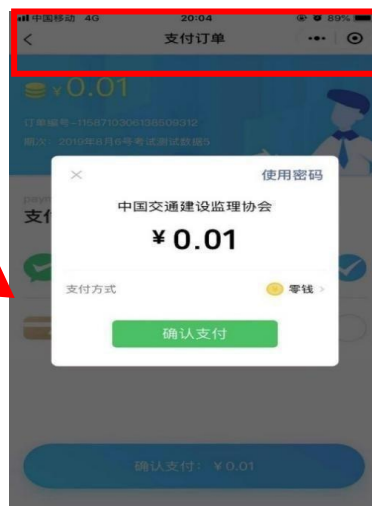 中国移动 4G 20:04 89%
支付订单
¥0.01
订单编号-1158710306136509312
期次: 2019年8月6号考试测试数据5
× 使用密码
中国交通建设监理协会
¥ 0.01
支付方式 零钱 >
确认支付
确认支付: ¥0.01